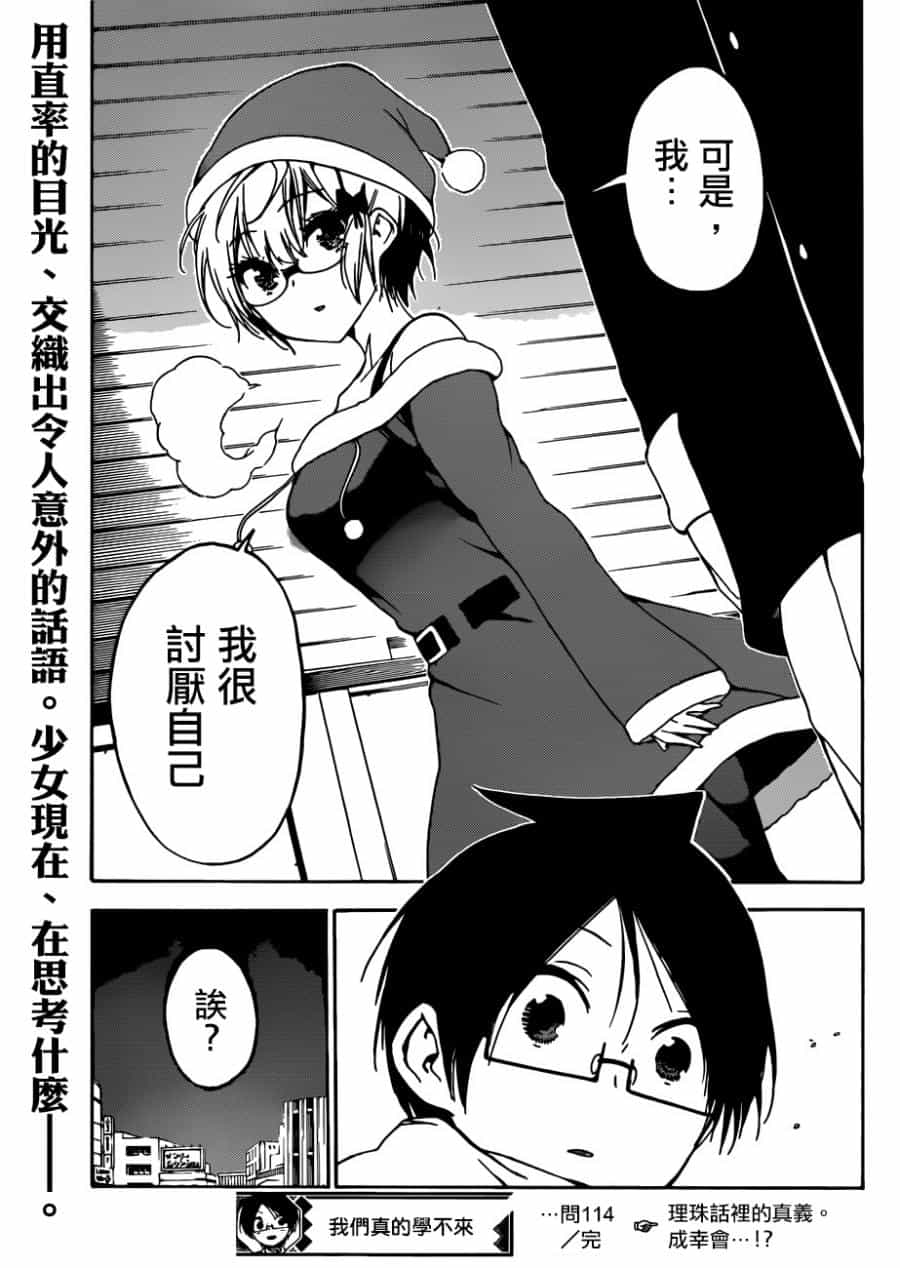 可是，
我…
我很
討厭自己
誒？
用直率的目光、交織出令人意外的話語。少女現在、在思考什麼——。
我們真的學不來
…問114
／完
☞
理珠話裡的真義。
成幸會…!?